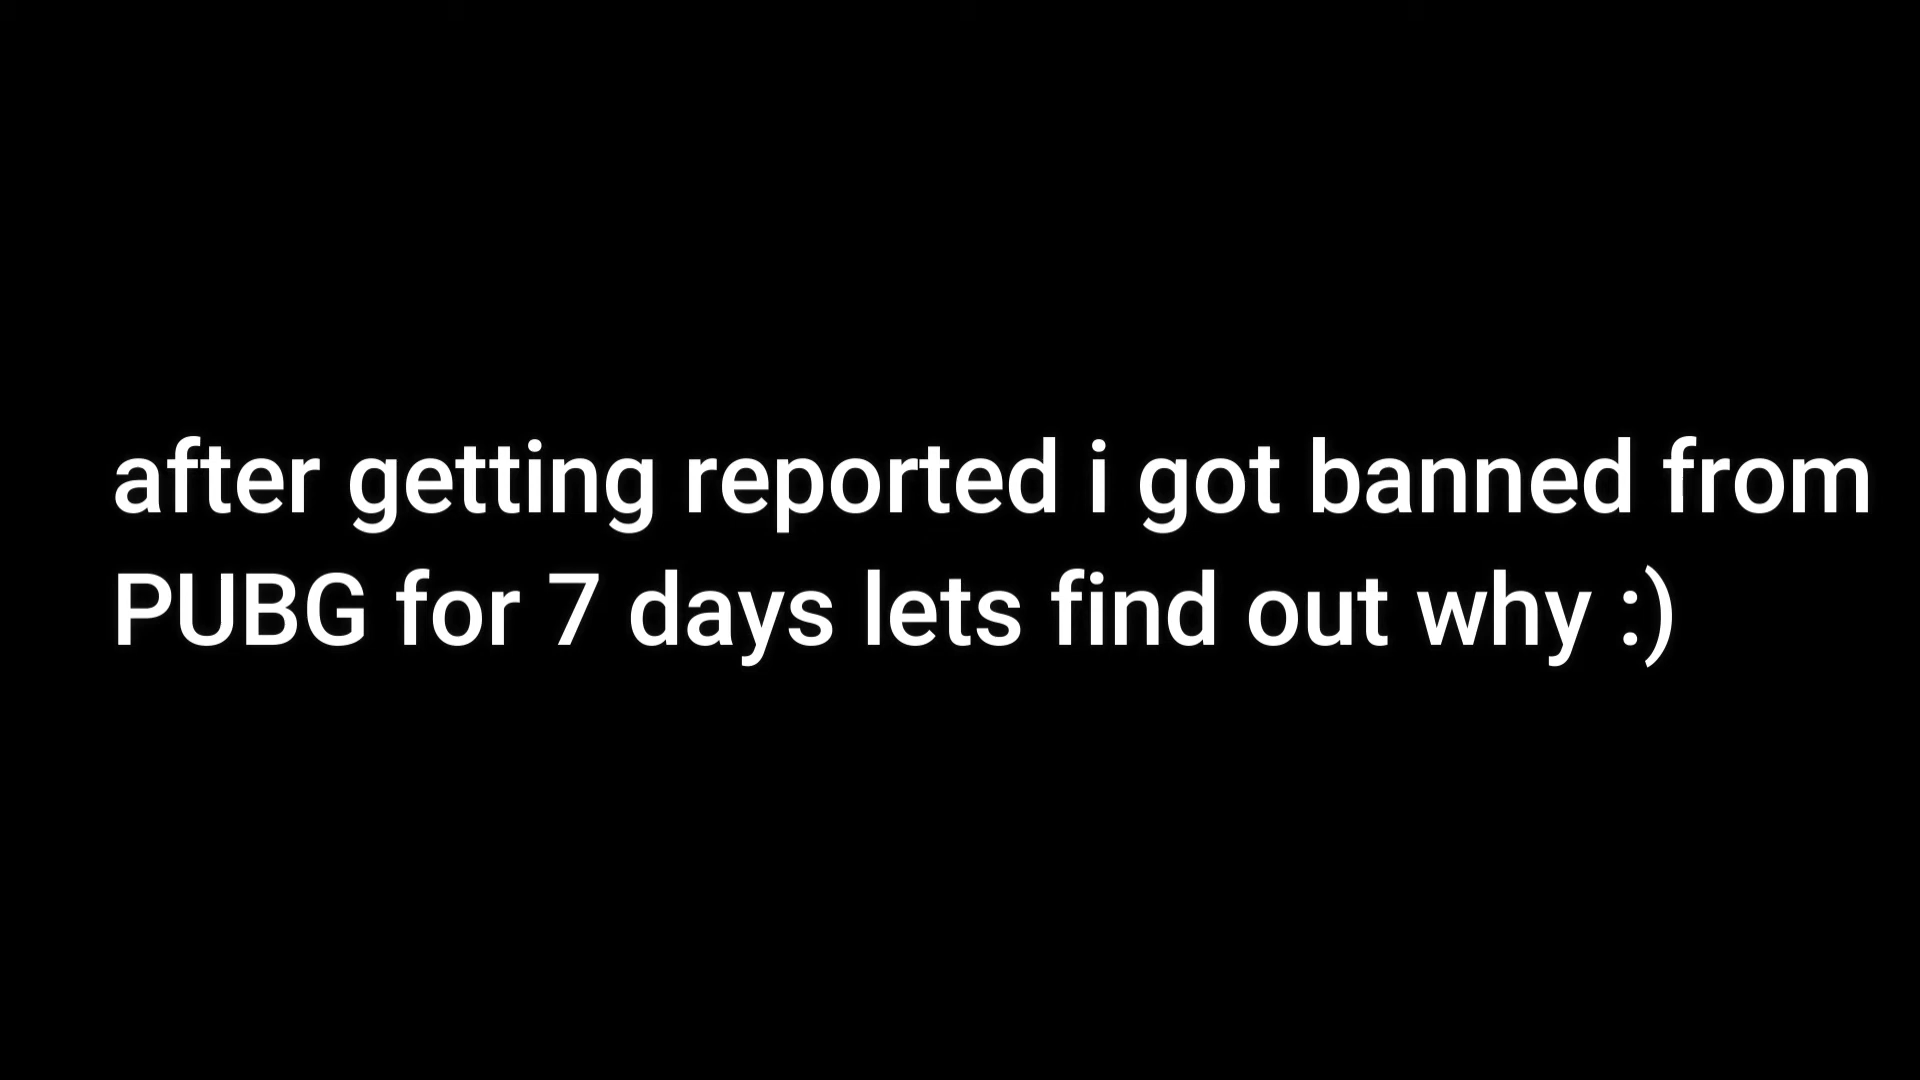 after getting reported i got banned from
PUBG for 7 days lets find out why :)